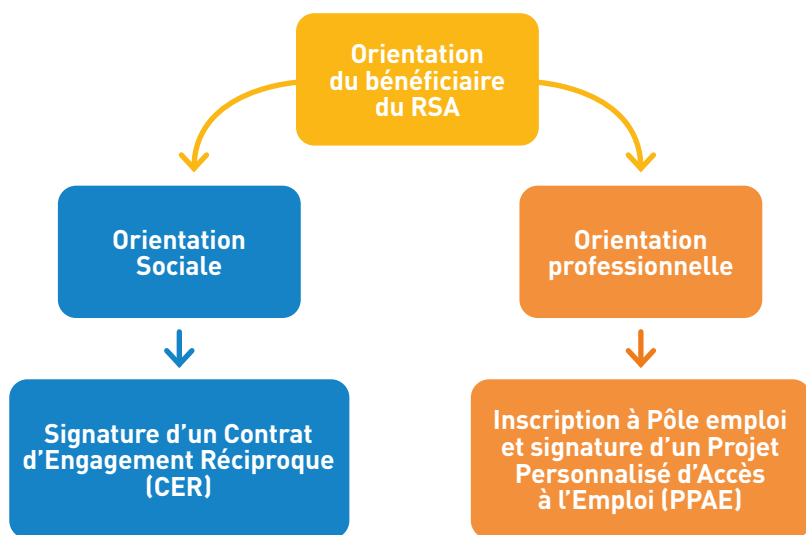 Orientation
du bénéficiaire
du RSA
Orientation
Sociale
Orientation
professionnelle
Signature d’un Contrat
d’Engagement Réciproque
(CER)
Inscription à Pôle emploi
et signature d’un Projet
Personnalisé d’Accès
à l’Emploi (PPAE)